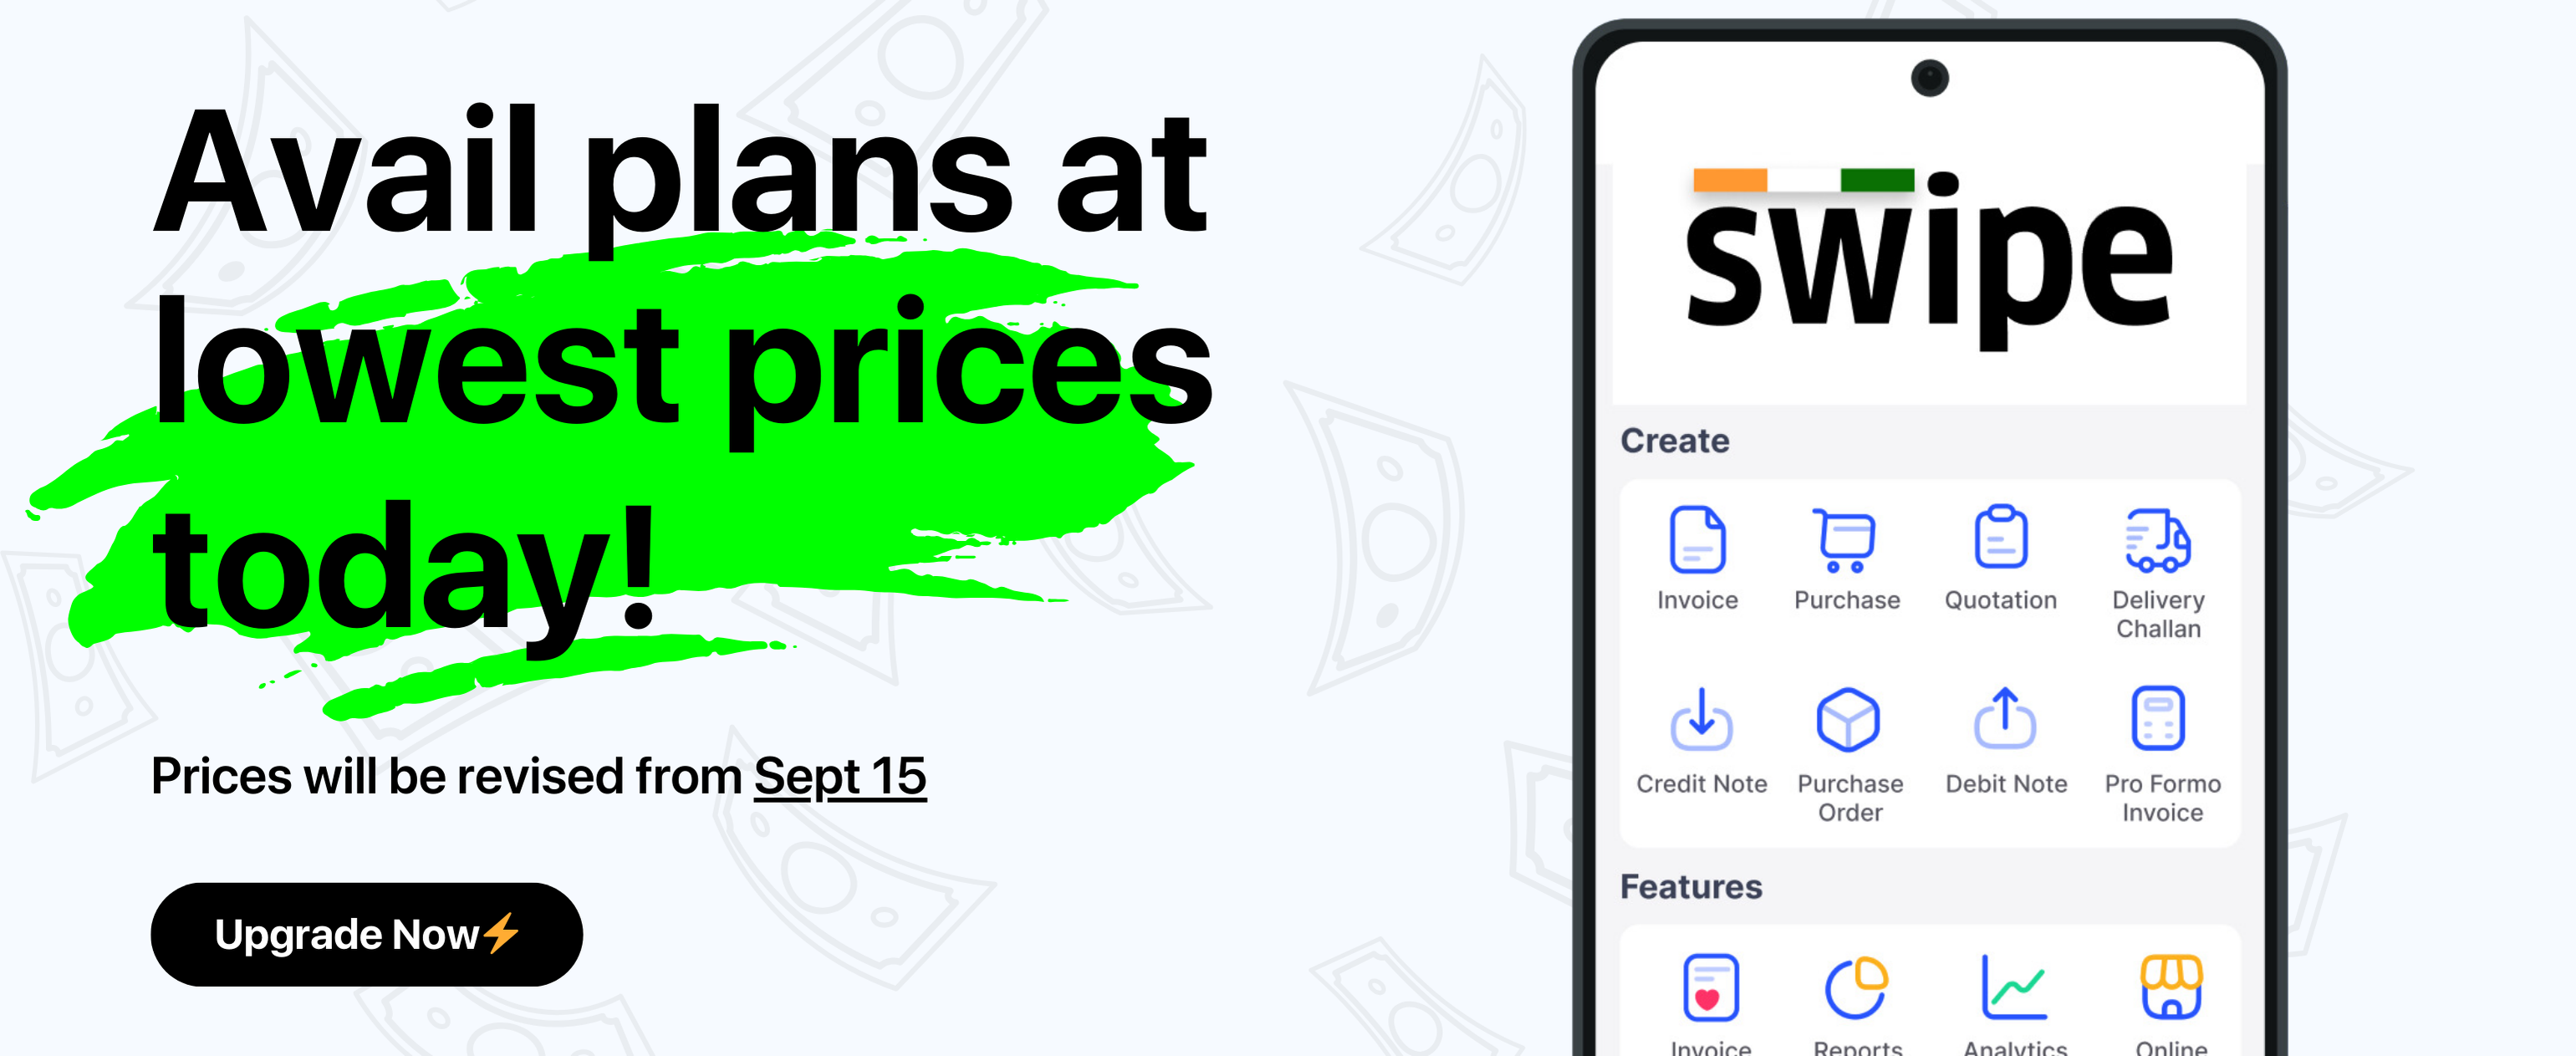 Avail plans at
lowest prices
today!
Prices will be revised from Sept 15
Upgrade Now⚡
swipe
Create
Invoice Purchase Quotation Delivery
Challan
Credit Note Purchase Debit Note Pro Formo
Order Invoice
Features
Invoice Reports Analytics Online